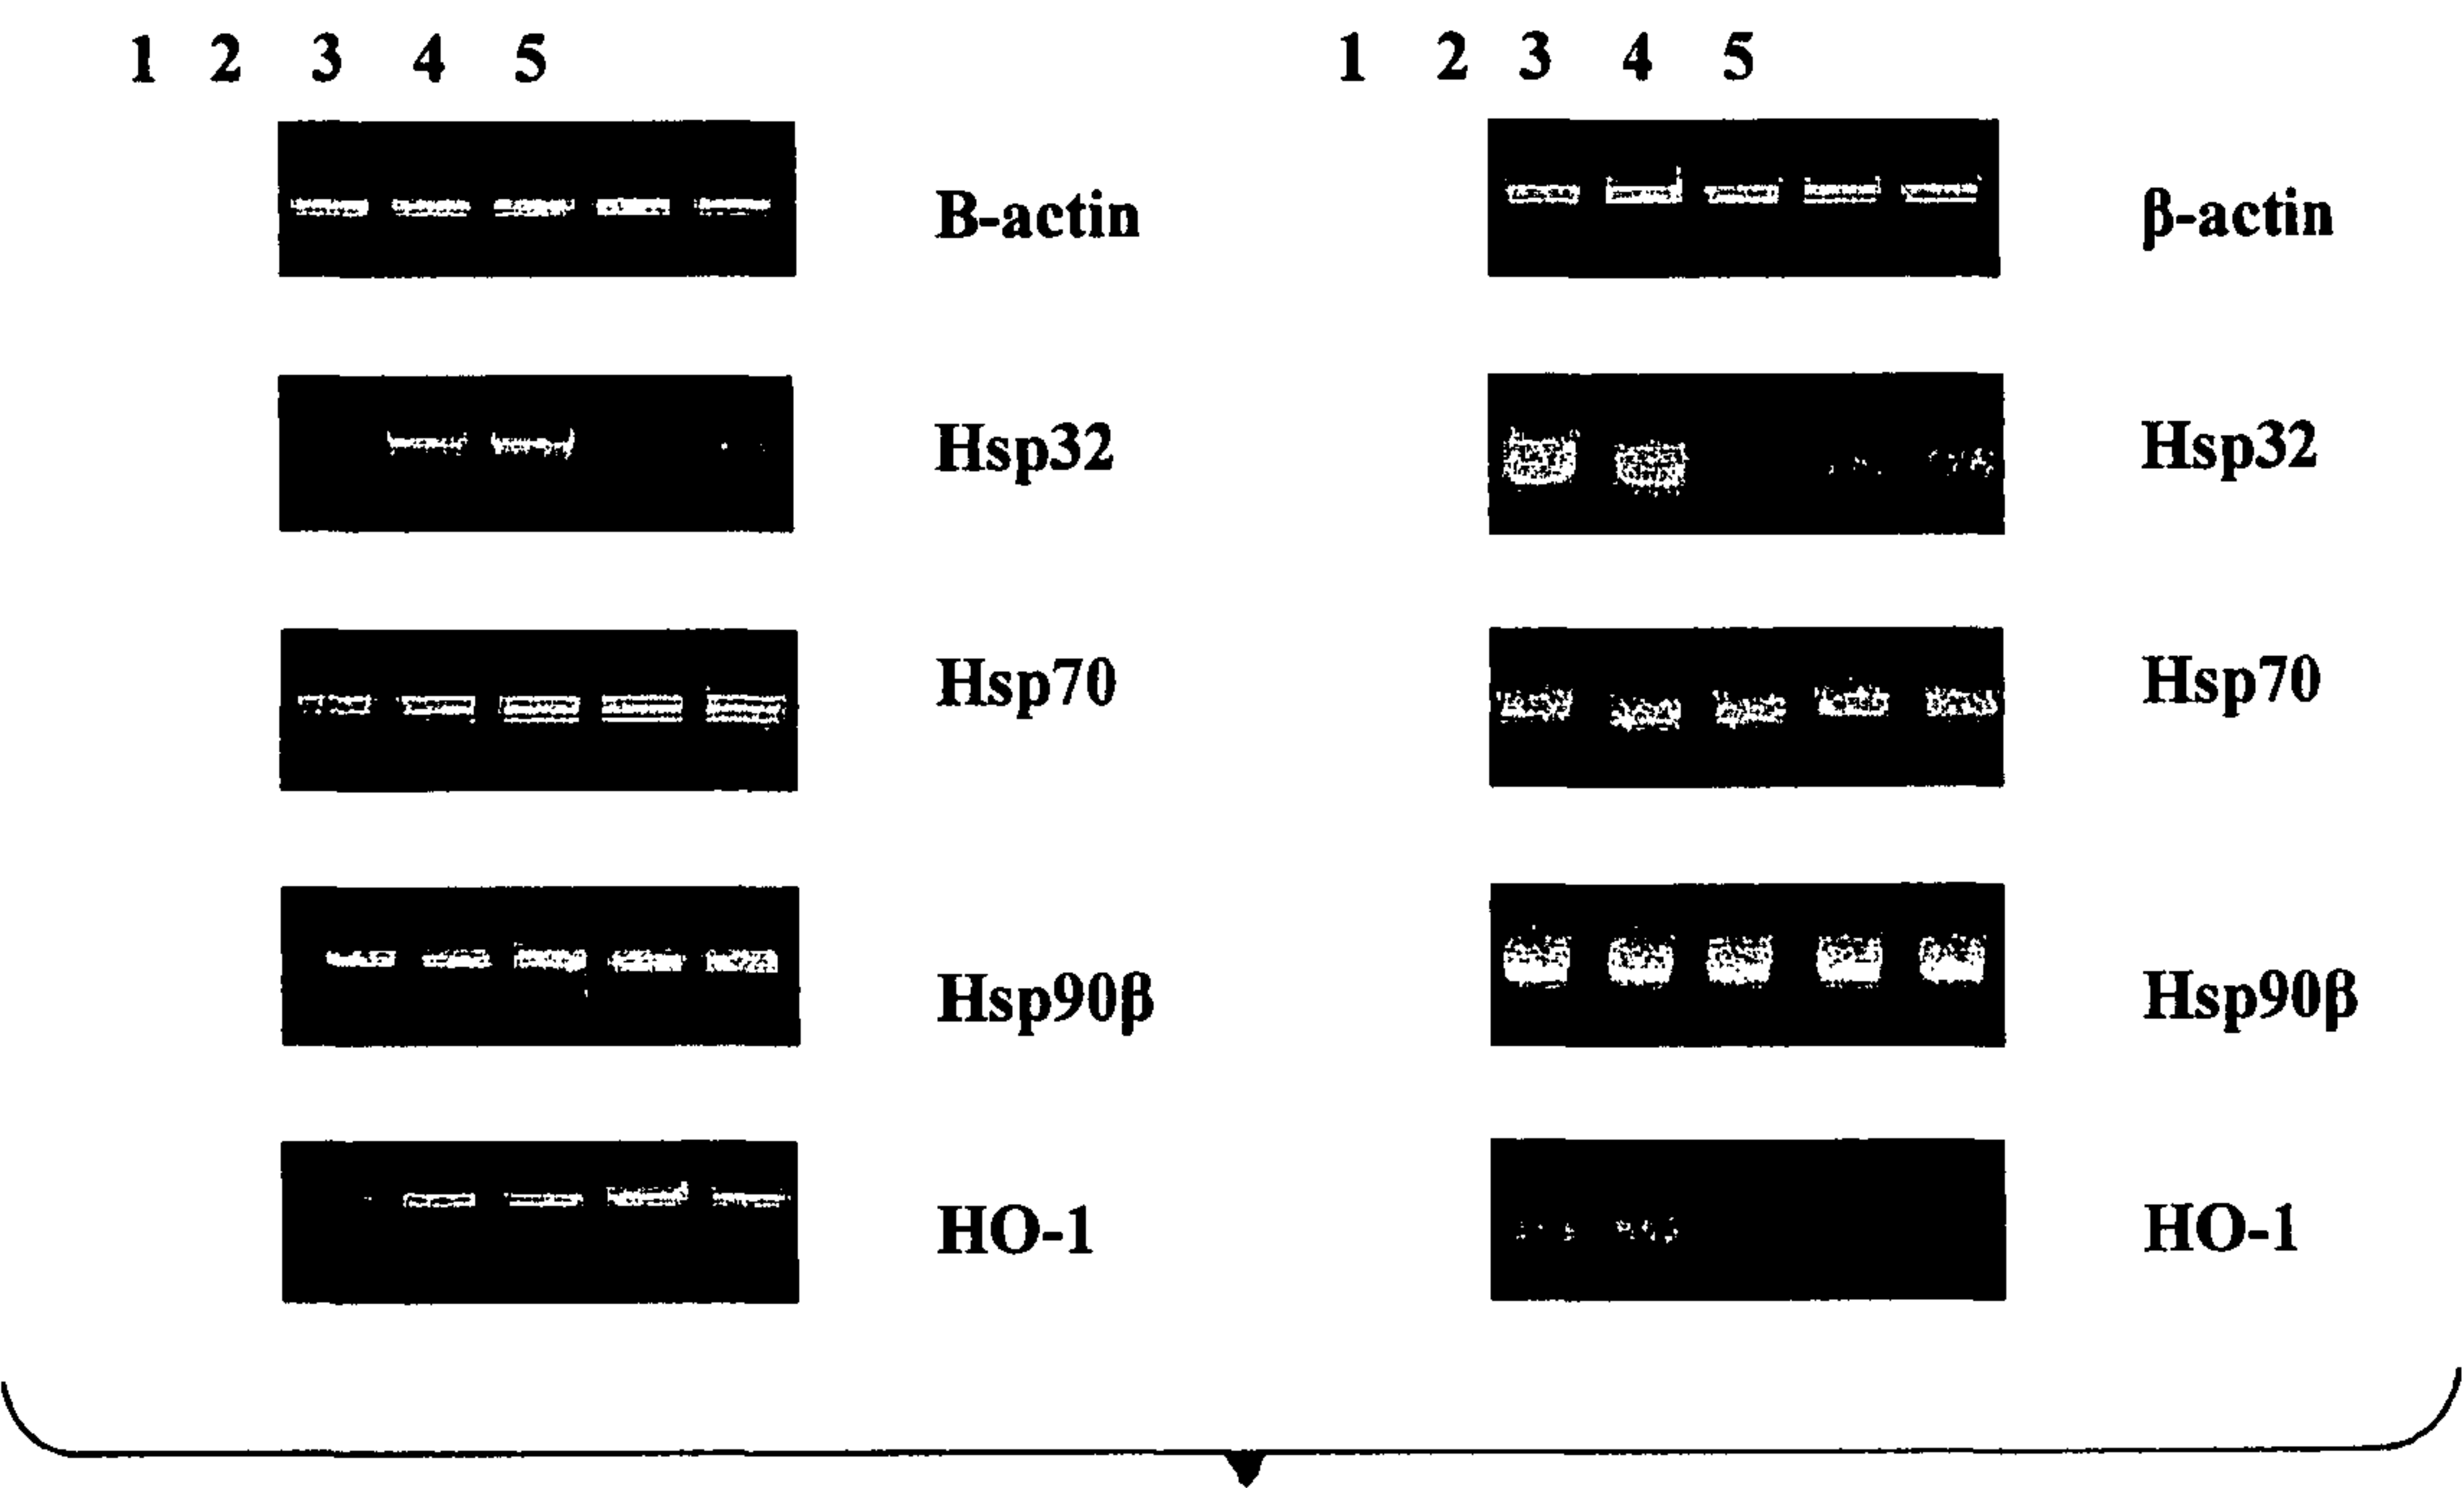 1 2 3 4 5 1 2 3 4 5
B-actin β-actin
Hsp32 Hsp32
Hsp70 Hsp70
Hsp90β Hsp90β
HO-1 HO-1